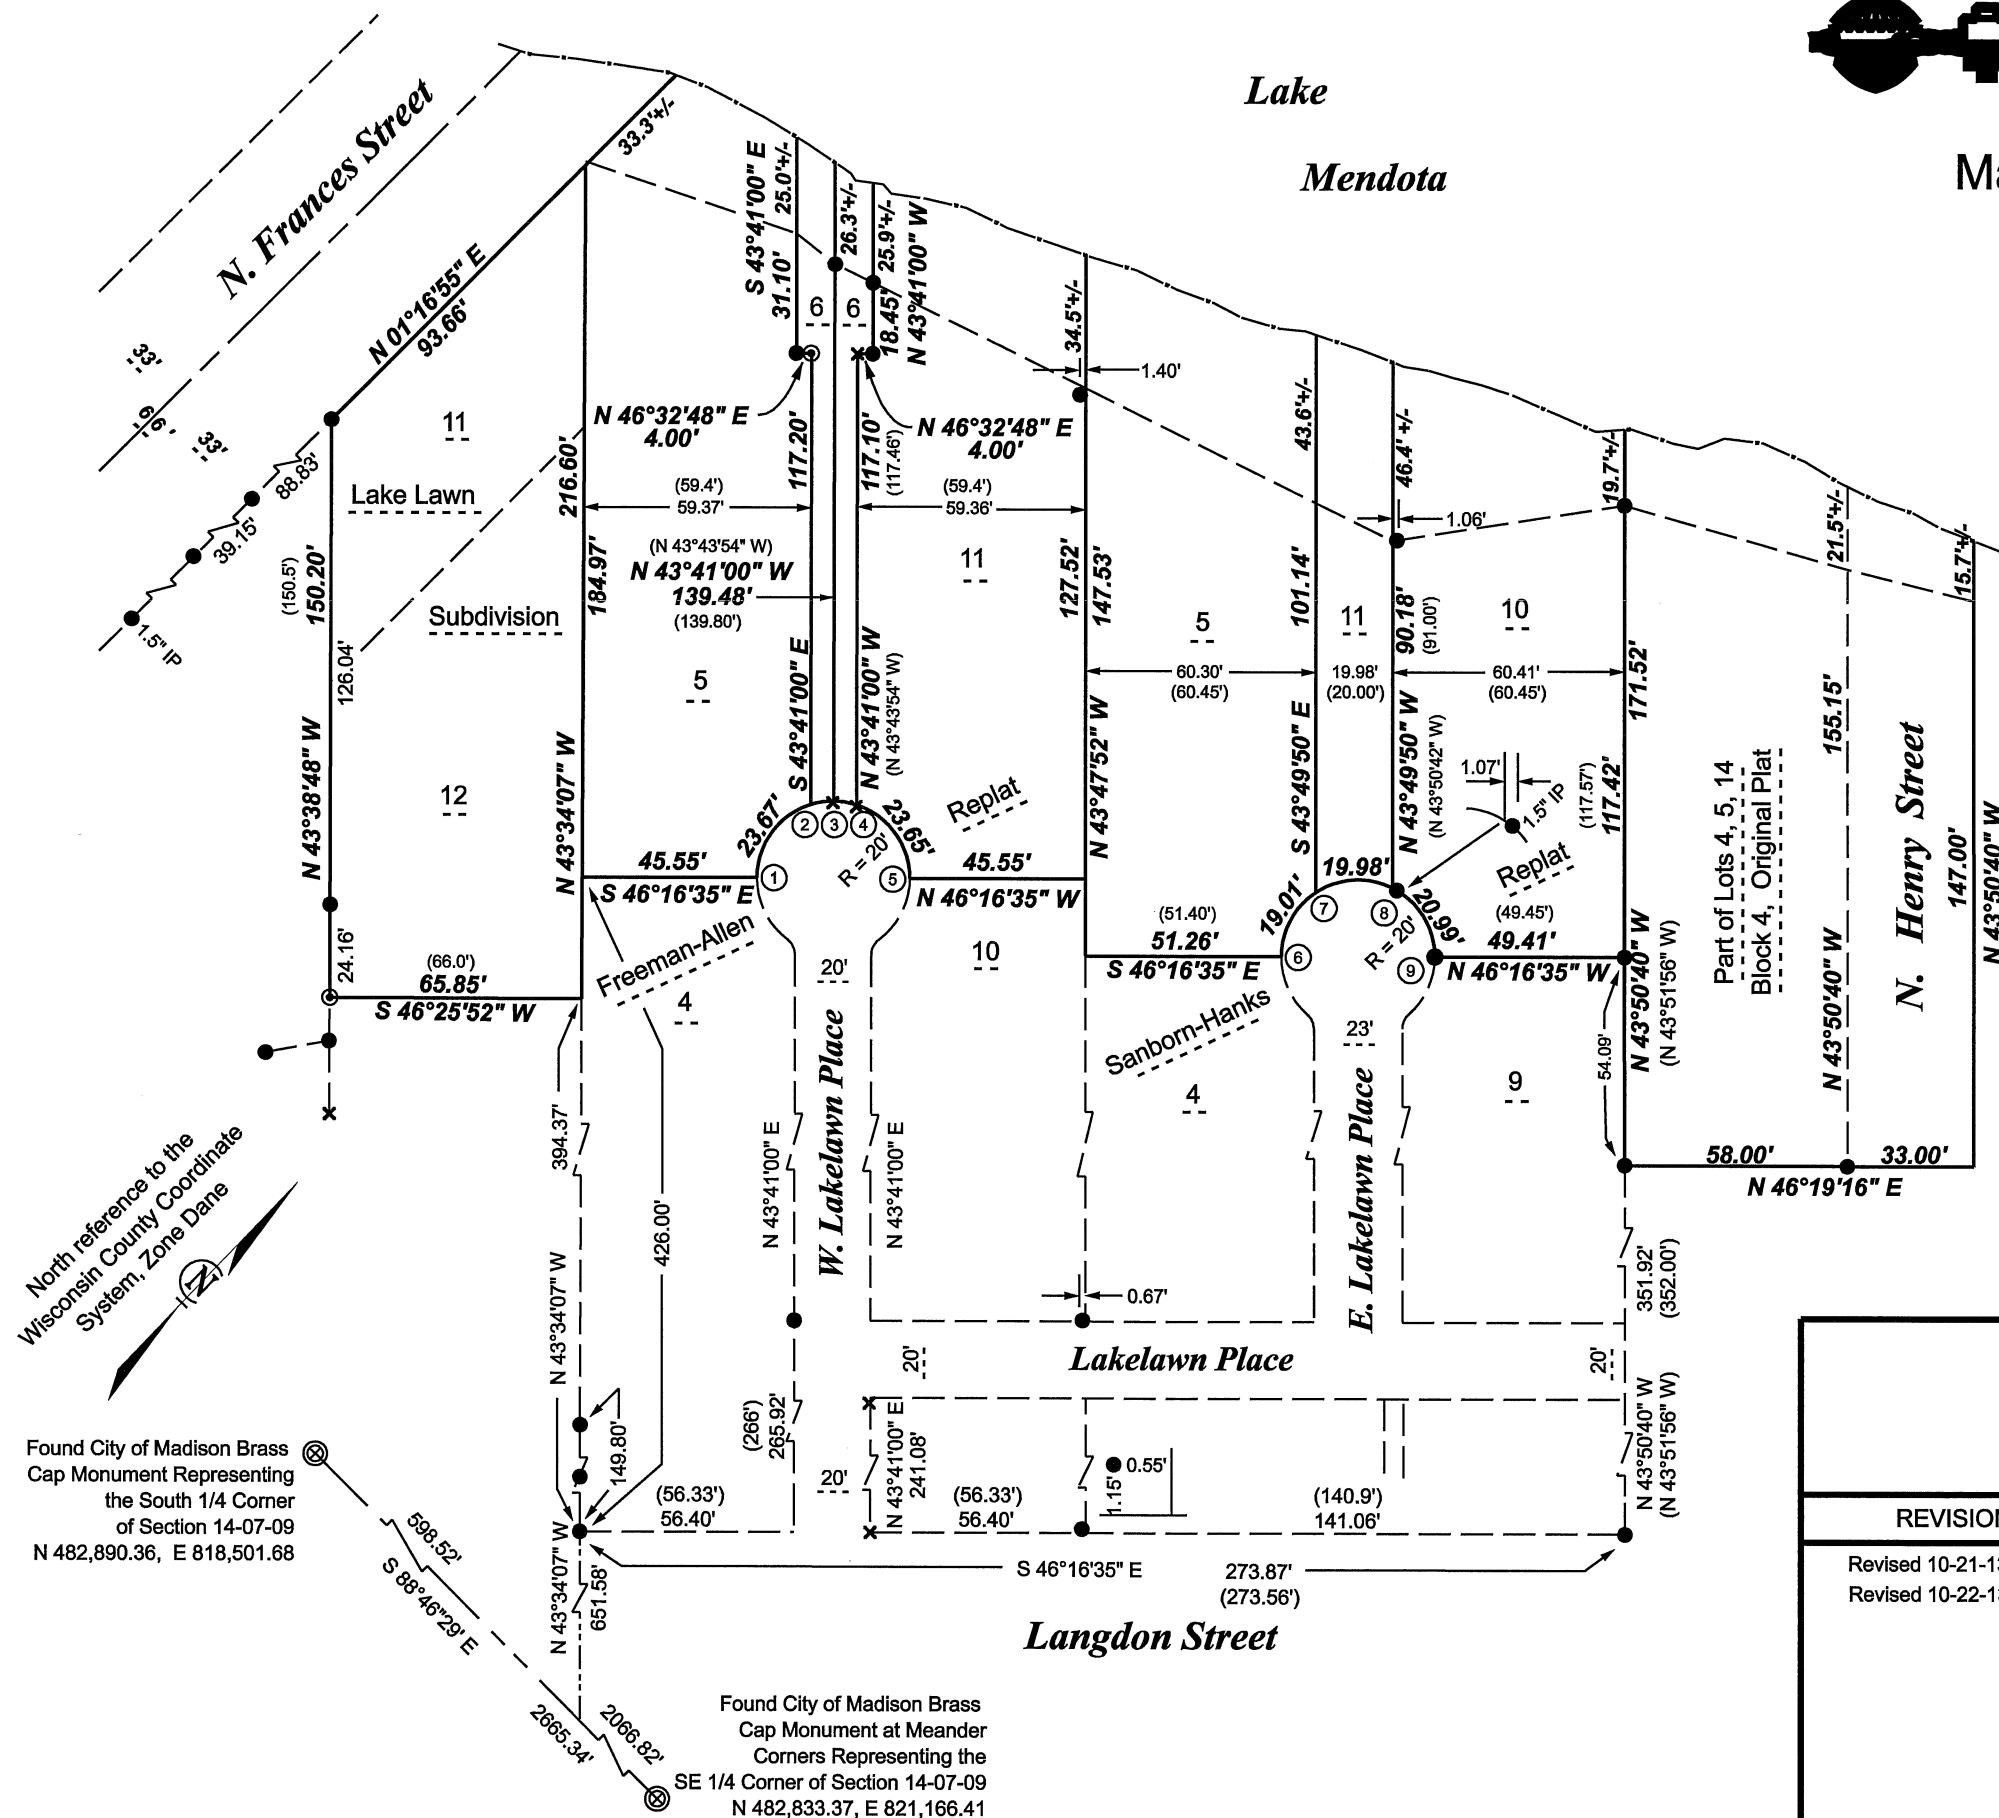 Lake
Mendota
Ma
N. Frances Street
33.3'+/-
N 01°16'55" E
93.66'
33'
66'
33'
88.83'
39.15'
1.5" IP
11
Lake Lawn
Subdivision
12
(150.5')
150.20'
126.04'
N 43°38'48" W
24.16'
(66.0')
65.85'
S 46°25'52" W
216.60'
184.97'
N 43°34'07" W
S 43°41'00" E
25.0'+/-
31.10'
26.3'+/-
25.9'+/-
18.45'
N 43°41'00" W
6
6
N 46°32'48" E
4.00'
N 46°32'48" E
4.00'
117.20'
117.10'
(117.46')
(59.4')
59.37'
(59.4')
59.36'
(N 43°43'54" W)
N 43°41'00" W
139.48'
(139.80')
5
11
S 43°41'00" E
N 43°41'00" W
(N 43°43'54" W)
23.67'
23.65'
1
2
3
4
5
R = 20'
45.55'
S 46°16'35" E
45.55'
N 46°16'35" W
Freeman-Allen
Replat
4
10
34.5'+/-
1.40'
127.52'
147.53'
N 43°47'52" W
43.6'+/-
46.4' +/-
1.06'
19.7'+/-
101.14'
90.18'
(91.00')
5
11
10
60.30'
(60.45')
19.98'
(20.00')
60.41'
(60.45')
S 43°49'50" E
N 43°49'50" W
(N 43°50'42" W)
1.07'
1.5" IP
171.52'
(117.57')
117.42'
19.01'
19.98'
20.99'
6
7
8
9
R = 20'
(51.40')
51.26'
S 46°16'35" E
(49.45')
49.41'
N 46°16'35" W
Sanborn-Hanks
Replat
4
9
N 43°50'40" W
(N 43°51'56" W)
54.09'
Part of Lots 4, 5, 14
Block 4, Original Plat
21.5'+/-
155.15'
N 43°50'40" W
15.7'+/-
N. Henry Street
147.00'
N 43°50'40" W
58.00'
33.00'
N 46°19'16" E
20'
W. Lakelawn Place
N 43°41'00" E
N 43°41'00" E
23'
E. Lakelawn Place
394.37'
426.00'
N 43°34'07" W
149.80'
North reference to the
Wisconsin County Coordinate
System, Zone Dane
N
0.67'
Lakelawn Place
20'
20'
351.92'
(352.00')
(266')
265.92'
20'
N 43°41'00" E
241.08'
0.55'
1.15'
N 43°50'40" W
(N 43°51'56" W)
(56.33')
56.40'
(56.33')
56.40'
(140.9')
141.06'
S 46°16'35" E
273.87'
(273.56')
Langdon Street
Found City of Madison Brass
Cap Monument Representing
the South 1/4 Corner
of Section 14-07-09
N 482,890.36, E 818,501.68
598.52'
S 88°46"29' E
N 43°34'07" W
651.58'
2665.34'
2066.82'
Found City of Madison Brass
Cap Monument at Meander
Corners Representing the
SE 1/4 Corner of Section 14-07-09
N 482,833.37, E 821,166.41
REVISION
Revised 10-21-13
Revised 10-22-13